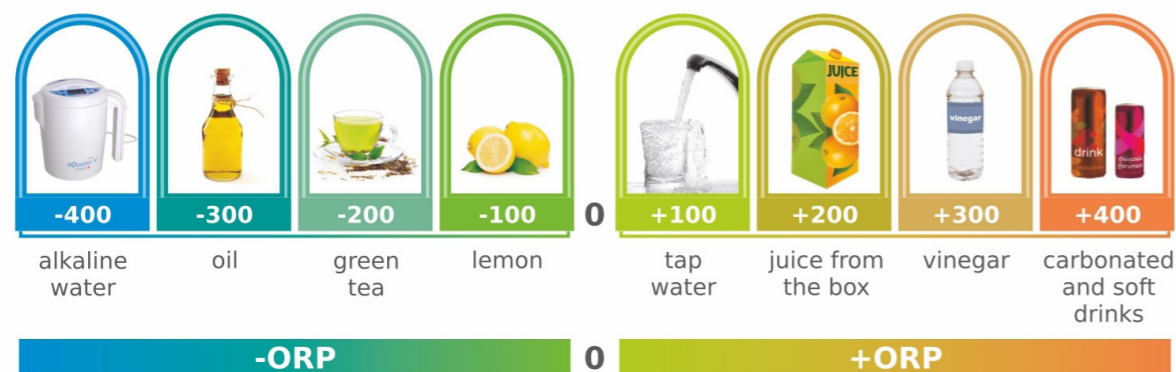 aQuator
JUICE
vinegar
drink
-400
-300
-200
-100
0
+100
+200
+300
+400
alkaline
water
oil
green
tea
lemon
tap
water
juice from
the box
vinegar
carbonated
and soft
drinks
-ORP
0
+ORP